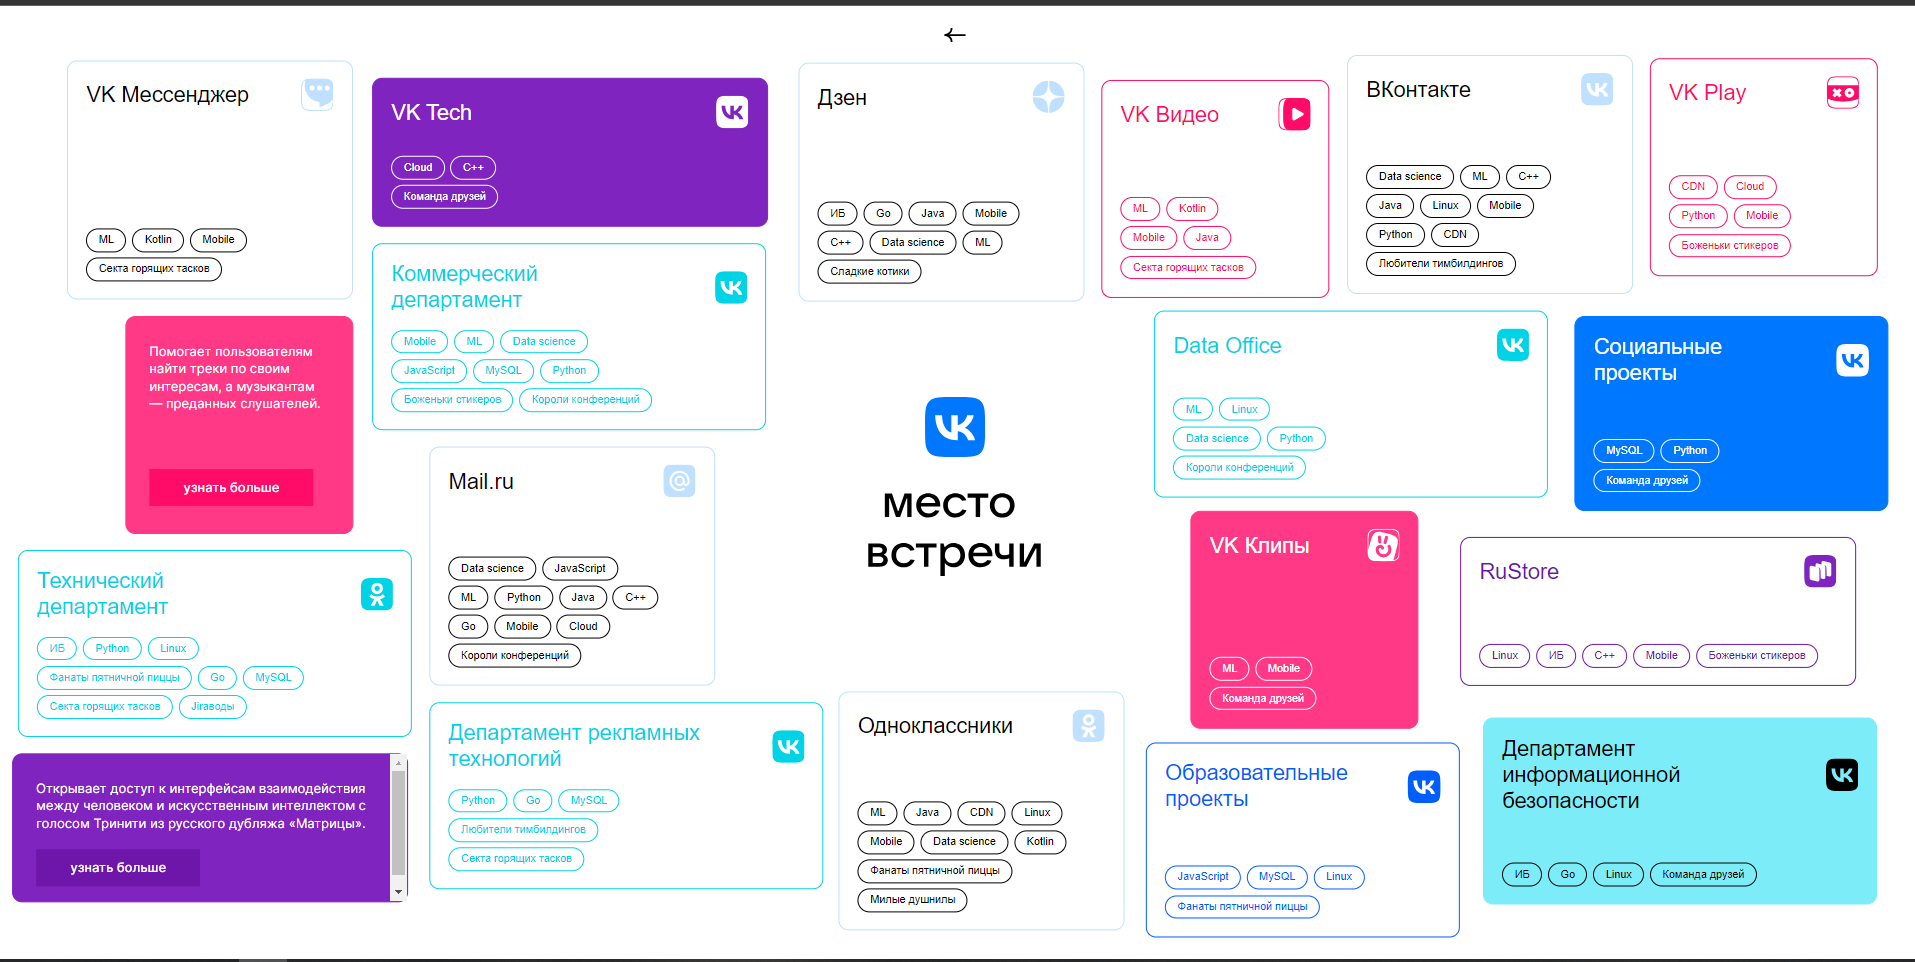 VK Мессенджер
ML Kotlin Mobile
Секта горящих тасков
VK Tech
Cloud C++
Команда друзей
Дзен
ИБ Go Java Mobile
C++ Data science ML
Сладкие котики
VK Видео
ML Kotlin
Mobile Java
Секта горящих тасков
ВКонтакте
Data science ML C++
Java Linux Mobile
Python CDN
Любители тимбилдингов
VK Play
CDN Cloud
Python Mobile
Боженьки стикеров
Помогает пользователям
найти треки по своим
интересам, а музыкантам
— преданных слушателей.
узнать больше
Коммерческий
департамент
Mobile ML Data science
JavaScript MySQL Python
Боженьки стикеров Короли конференций
Data Office
ML Linux
Data science Python
Короли конференций
Социальные
проекты
MySQL Python
Команда друзей
Mail.ru
Data science JavaScript
ML Python Java C++
Go Mobile Cloud
Короли конференций
место
встречи
VK Клипы
ML Mobile
Команда друзей
RuStore
Linux ИБ C++ Mobile Боженьки стикеров
Технический
департамент
ИБ Python Linux
Фанаты пятничной пиццы Go MySQL
Секта горящих тасков Jiraводы
Открывает доступ к интерфейсам взаимодействия
между человеком и искусственным интеллектом с
голосом Тринити из русского дубляжа «Матрицы».
узнать больше
Департамент рекламных
технологий
Python Go MySQL
Любители тимбилдингов
Секта горящих тасков
Одноклассники
ML Java CDN Linux
Mobile Data science Kotlin
Фанаты пятничной пиццы
Милые душнилы
Образовательные
проекты
JavaScript MySQL Linux
Фанаты пятничной пиццы
Департамент
информационной
безопасности
ИБ Go Linux Команда друзей